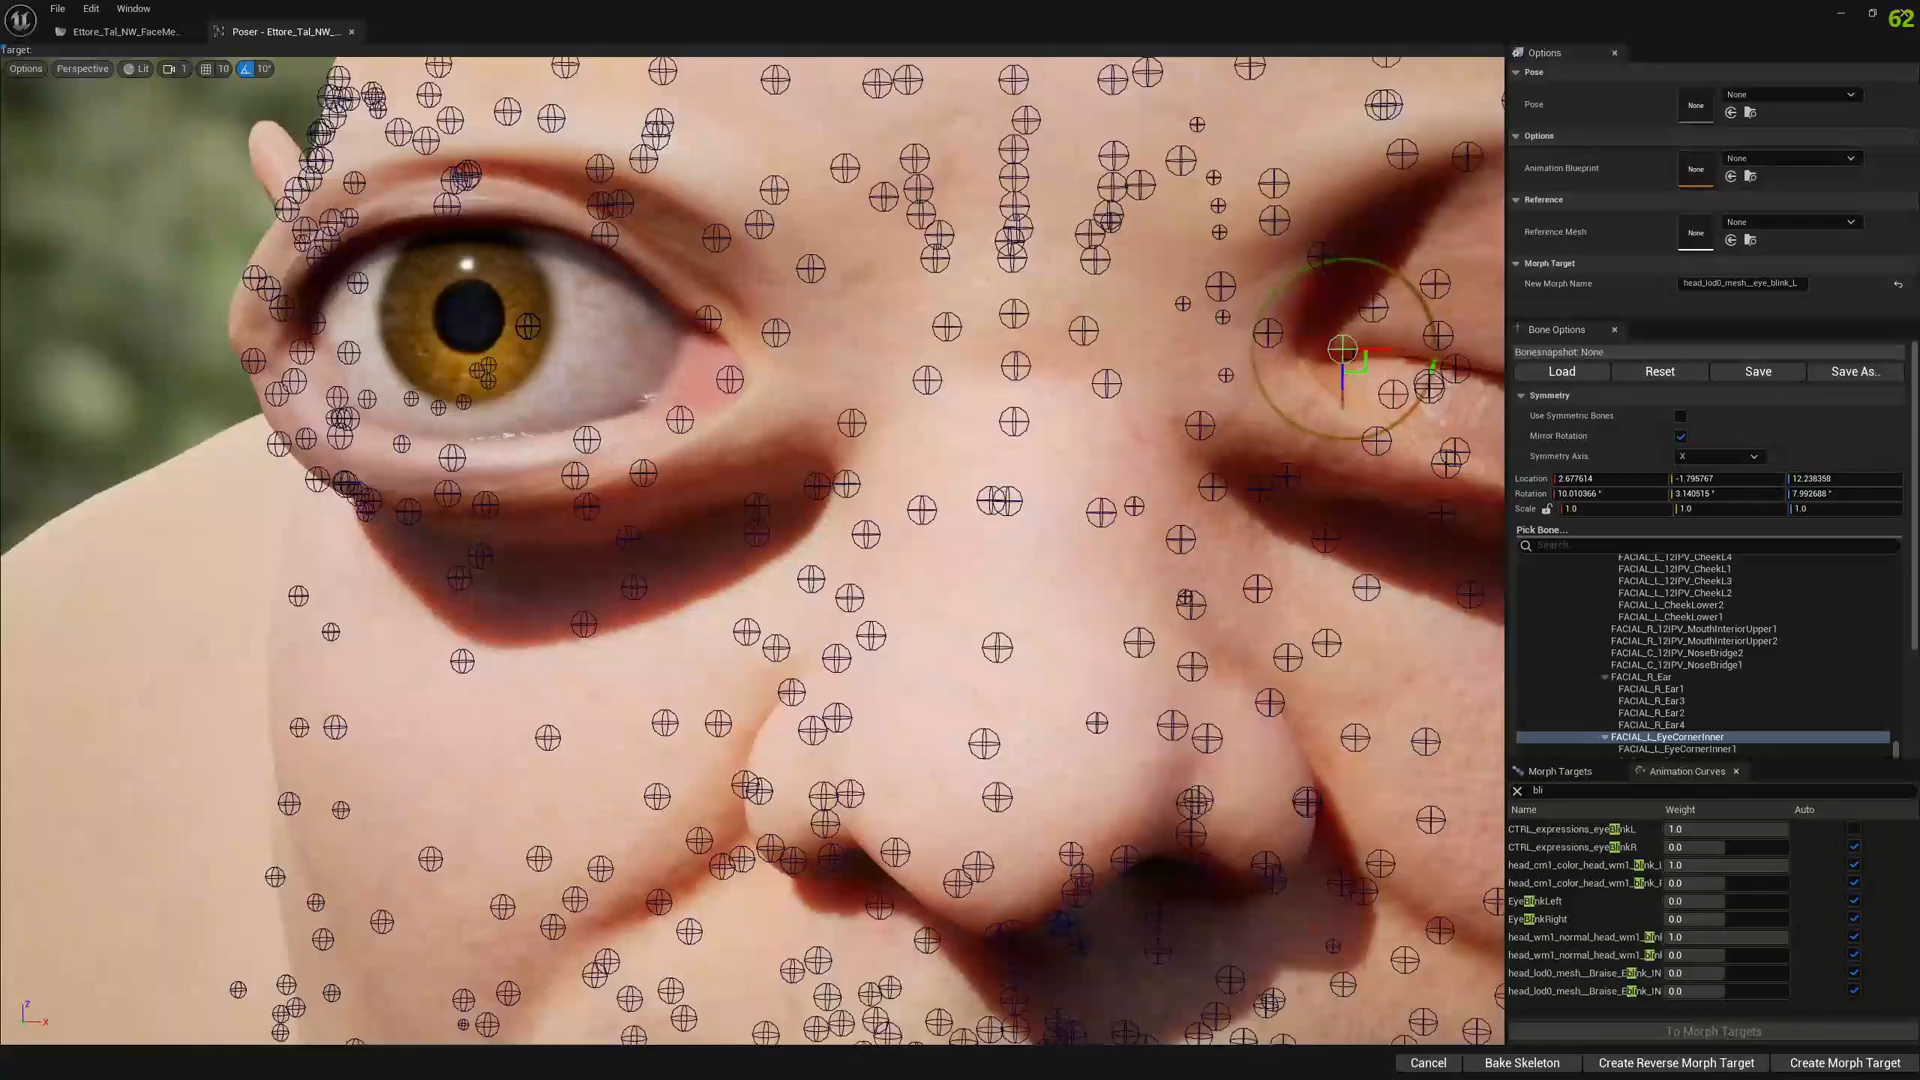 File Edit Window
62
Ettore_Tal_NW_FaceMe...
Poser - Ettore_Tal_NW_...
Target:
Options
Perspective
Lit
1
10
10°
Options
Pose
Pose
None
None
Options
Animation Blueprint
None
None
Reference
Reference Mesh
None
None
Morph Target
New Morph Name
head_lod0_mesh__eye_blink_L
Bone Options
Bonesnapshot: None
Load
Reset
Save
Save As..
Symmetry
Use Symmetric Bones
Mirror Rotation
Symmetry Axis
X
Location 2.677614 -1.795767 12.238358
Rotation 10.010366 ° 3.140515 ° 7.992688 °
Scale 1.0 1.0 1.0
Pick Bone...
Search...
FACIAL_L_12IPV_CheekL4
FACIAL_L_12IPV_CheekL1
FACIAL_L_12IPV_CheekL3
FACIAL_L_12IPV_CheekL2
FACIAL_L_CheekLower2
FACIAL_L_CheekLower1
FACIAL_R_12IPV_MouthInteriorUpper1
FACIAL_R_12IPV_MouthInteriorUpper2
FACIAL_C_12IPV_NoseBridge2
FACIAL_C_12IPV_NoseBridge1
FACIAL_R_Ear
FACIAL_R_Ear1
FACIAL_R_Ear3
FACIAL_R_Ear2
FACIAL_R_Ear4
FACIAL_L_EyeCornerInner
FACIAL_L_EyeCornerInner1
Morph Targets
Animation Curves
bli
Name Weight Auto
CTRL_expressions_eyeBlinkL 1.0
CTRL_expressions_eyeBlinkR 0.0
head_cm1_color_head_wm1_blink_L 1.0
head_cm1_color_head_wm1_blink_R 0.0
EyeBlinkLeft 0.0
EyeBlinkRight 0.0
head_wm1_normal_head_wm1_blink 1.0
head_wm1_normal_head_wm1_blink 0.0
head_lod0_mesh__Braise_Eblink_IN 0.0
head_lod0_mesh__Braise_Eblink_IN 0.0
To Morph Targets
Cancel
Bake Skeleton
Create Reverse Morph Target
Create Morph Target
Z
X